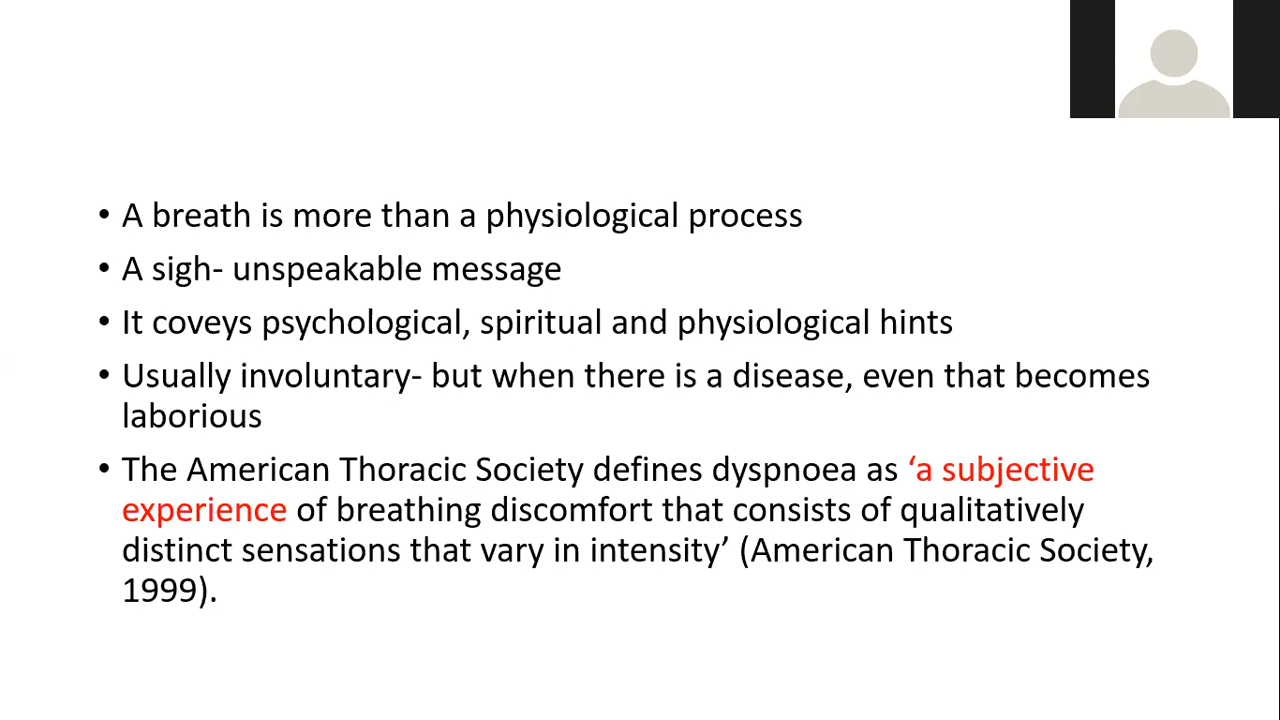 • A breath is more than a physiological process
• A sigh- unspeakable message
• It coveys psychological, spiritual and physiological hints
• Usually involuntary- but when there is a disease, even that becomes
laborious
• The American Thoracic Society defines dyspnoea as ‘a subjective
experience of breathing discomfort that consists of qualitatively
distinct sensations that vary in intensity’ (American Thoracic Society,
1999).